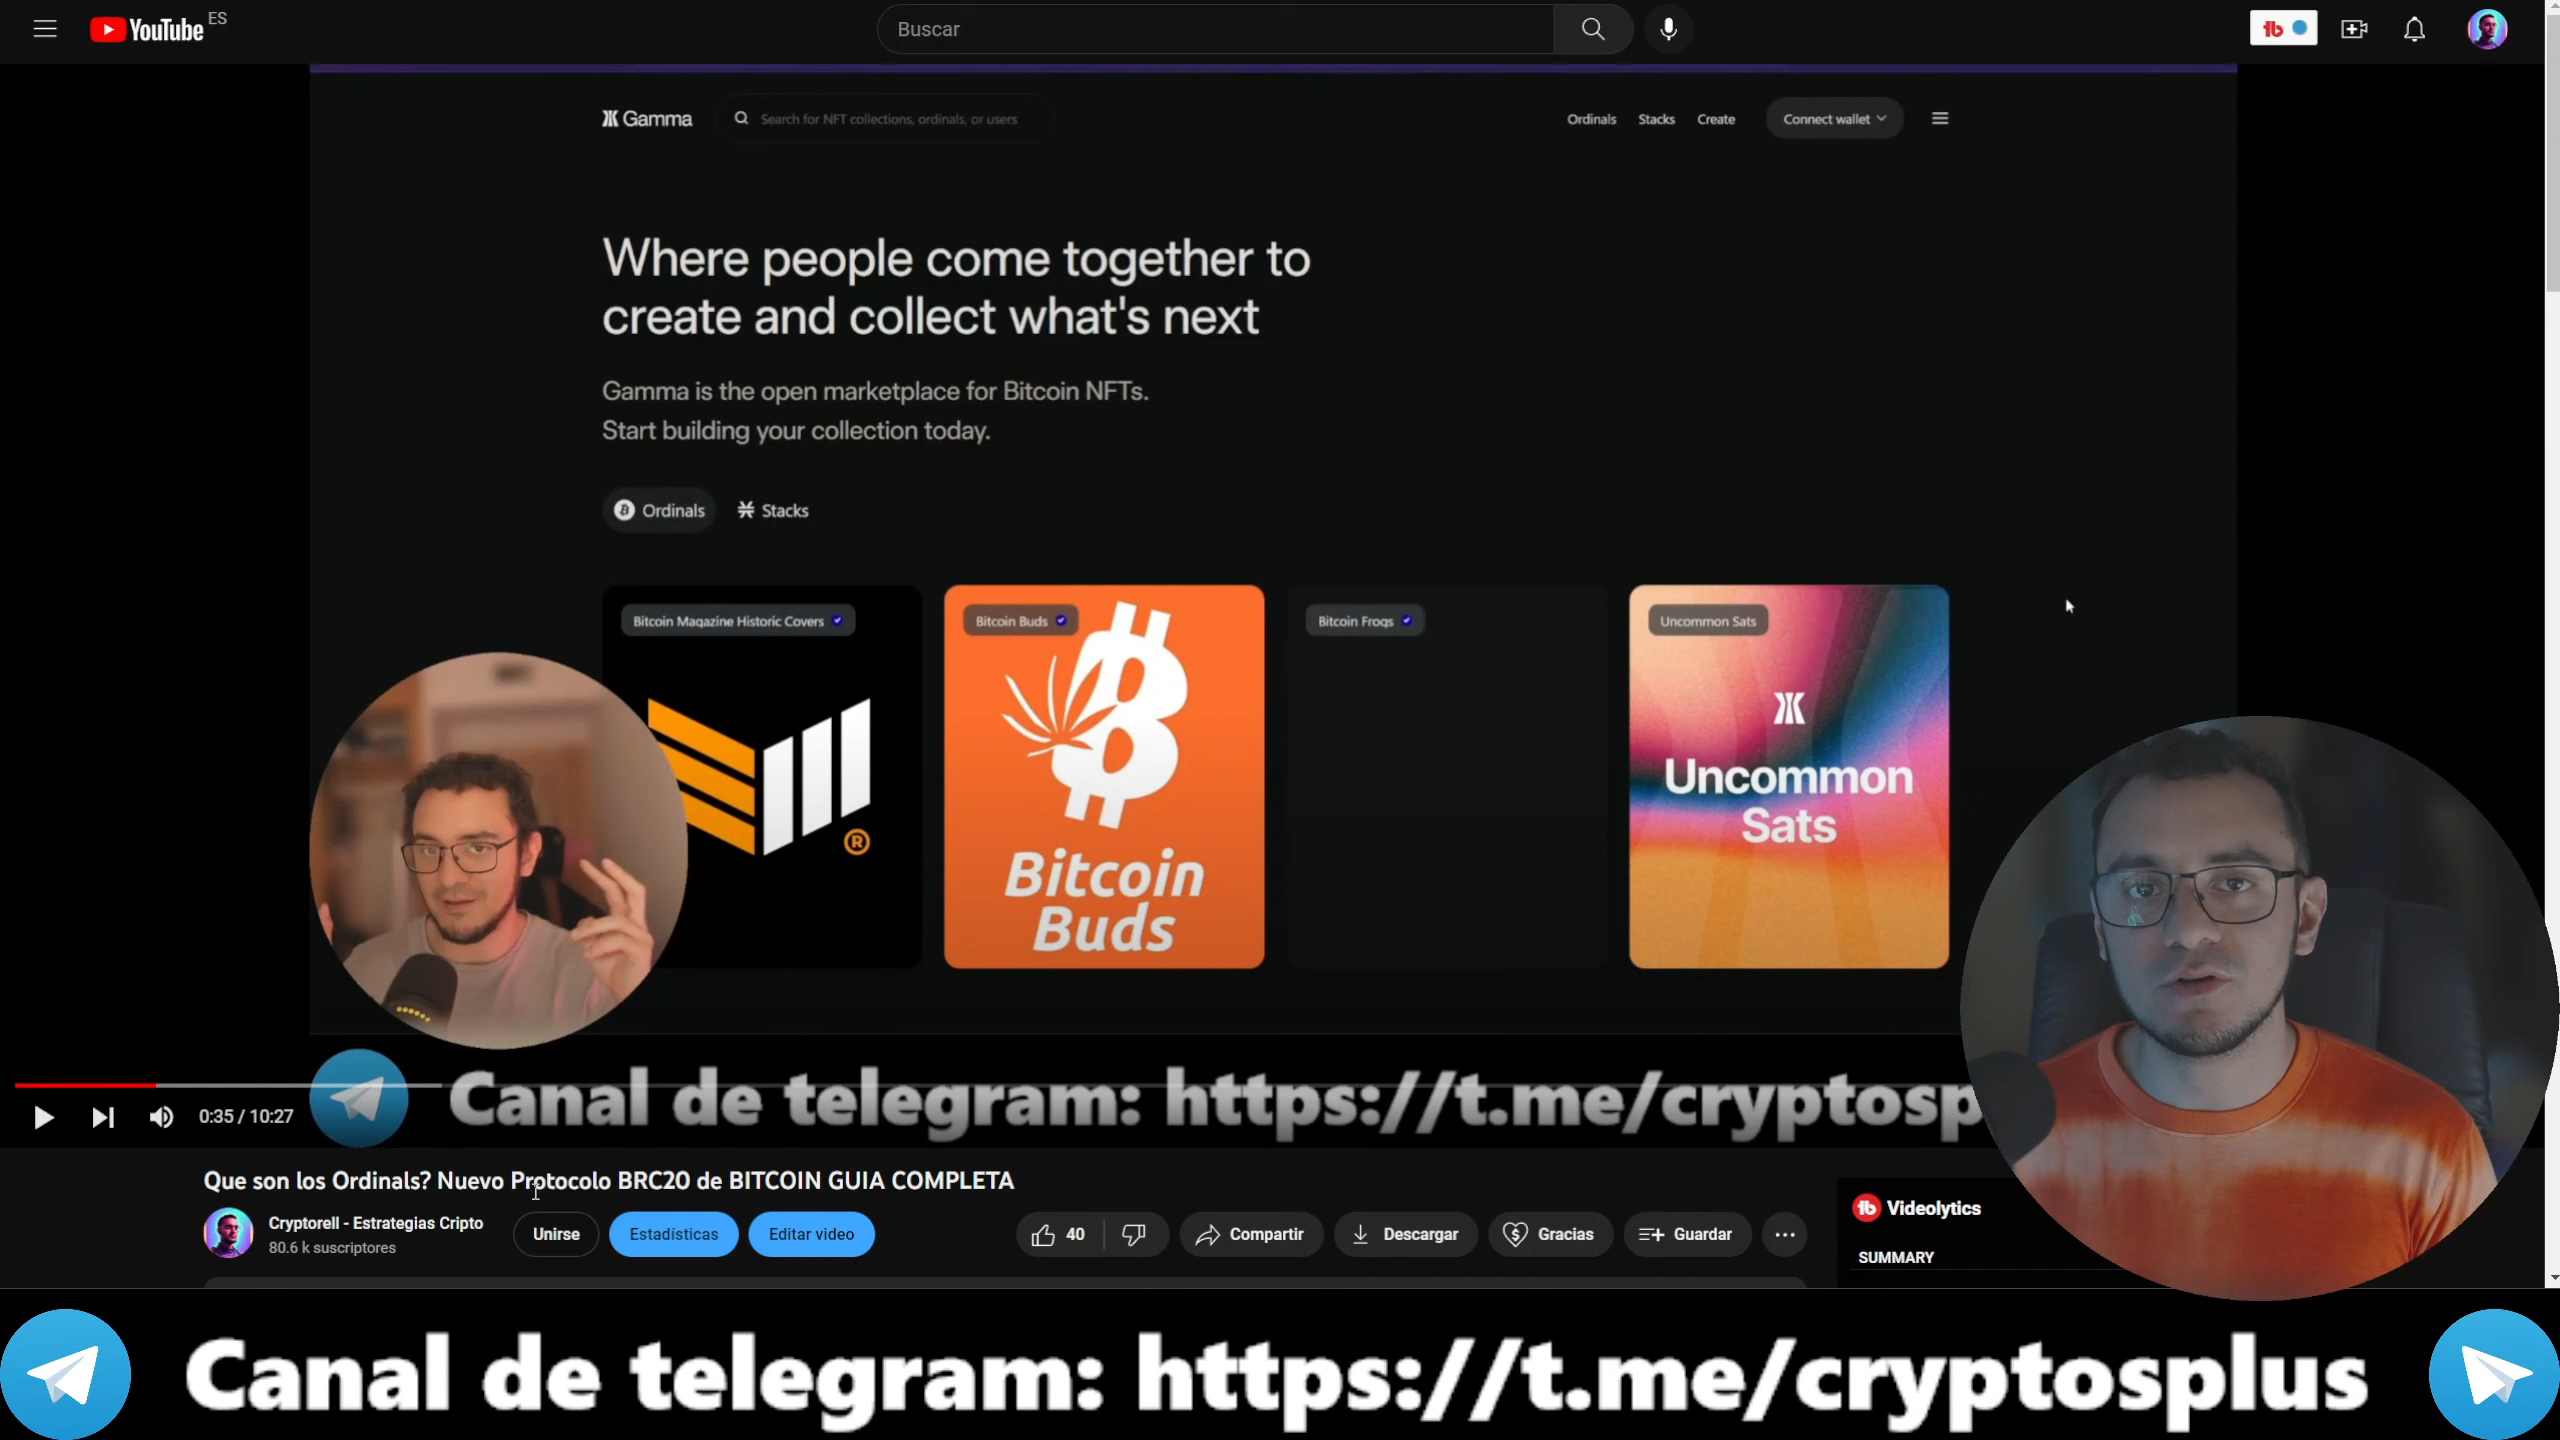 YouTube ES
Buscar
Gamma
Search for NFT collections, ordinals, or users
Ordinals
Stacks
Create
Connect wallet
Where people come together to
create and collect what's next
Gamma is the open marketplace for Bitcoin NFTs.
Start building your collection today.
Ordinals
Stacks
Bitcoin Magazine Historic Covers
Bitcoin Buds
Bitcoin Frogs
Uncommon Sats
Bitcoin
Buds
Uncommon
Sats
0:35 / 10:27
Canal de telegram: https://t.me/cryptosp
Que son los Ordinals? Nuevo Protocolo BRC20 de BITCOIN GUIA COMPLETA
Cryptorell - Estrategias Cripto
80.6 k suscriptores
Unirse
Estadísticas
Editar video
40
Compartir
Descargar
Gracias
Guardar
Videolytics
SUMMARY
Canal de telegram: https://t.me/cryptosplus